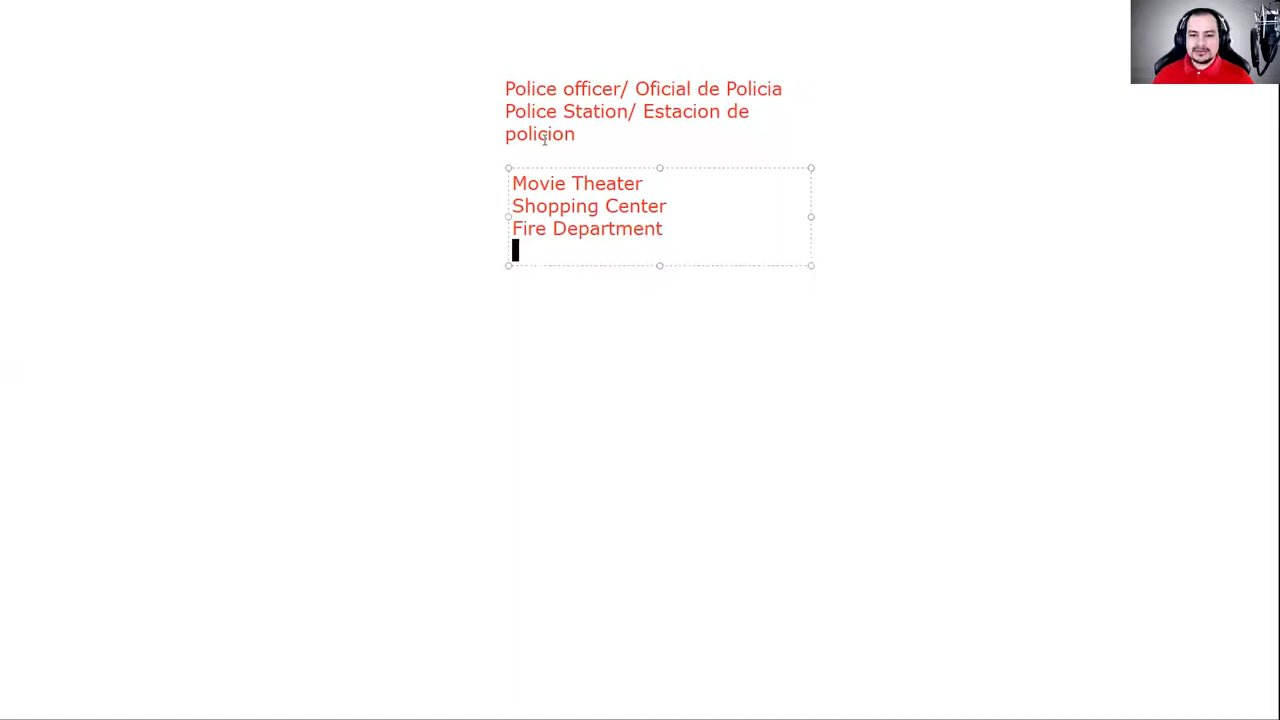 Police officer/ Oficial de Policia
Police Station/ Estacion de
policion
Movie Theater
Shopping Center
Fire Department